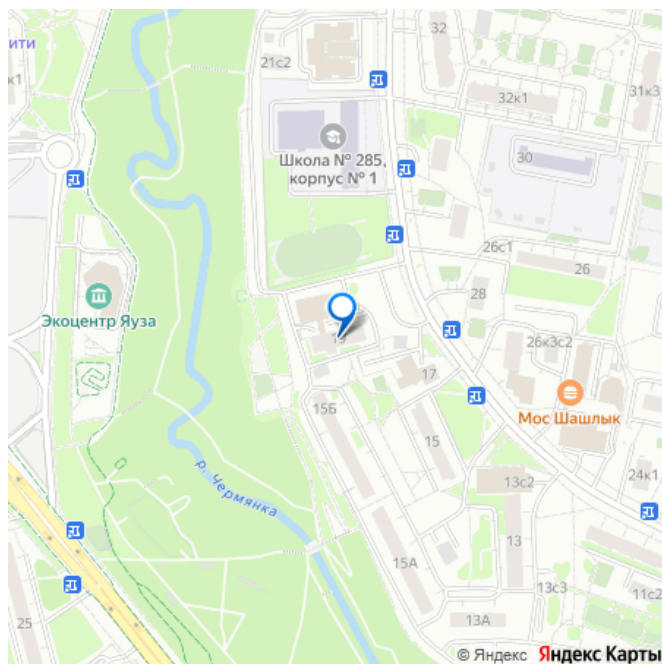 32
ити
21с2
к1
31к3
32к1
Школа № 285,
корпус № 1
30
26с1
26
28
Экоцентр Яуза
19
26к3с2
17
Мос Шашлык
15Б
15
р. Чермянка
13с2
24к1
13
15А
13с3
11с2
13А
25
© Яндекс Яндекс Карты